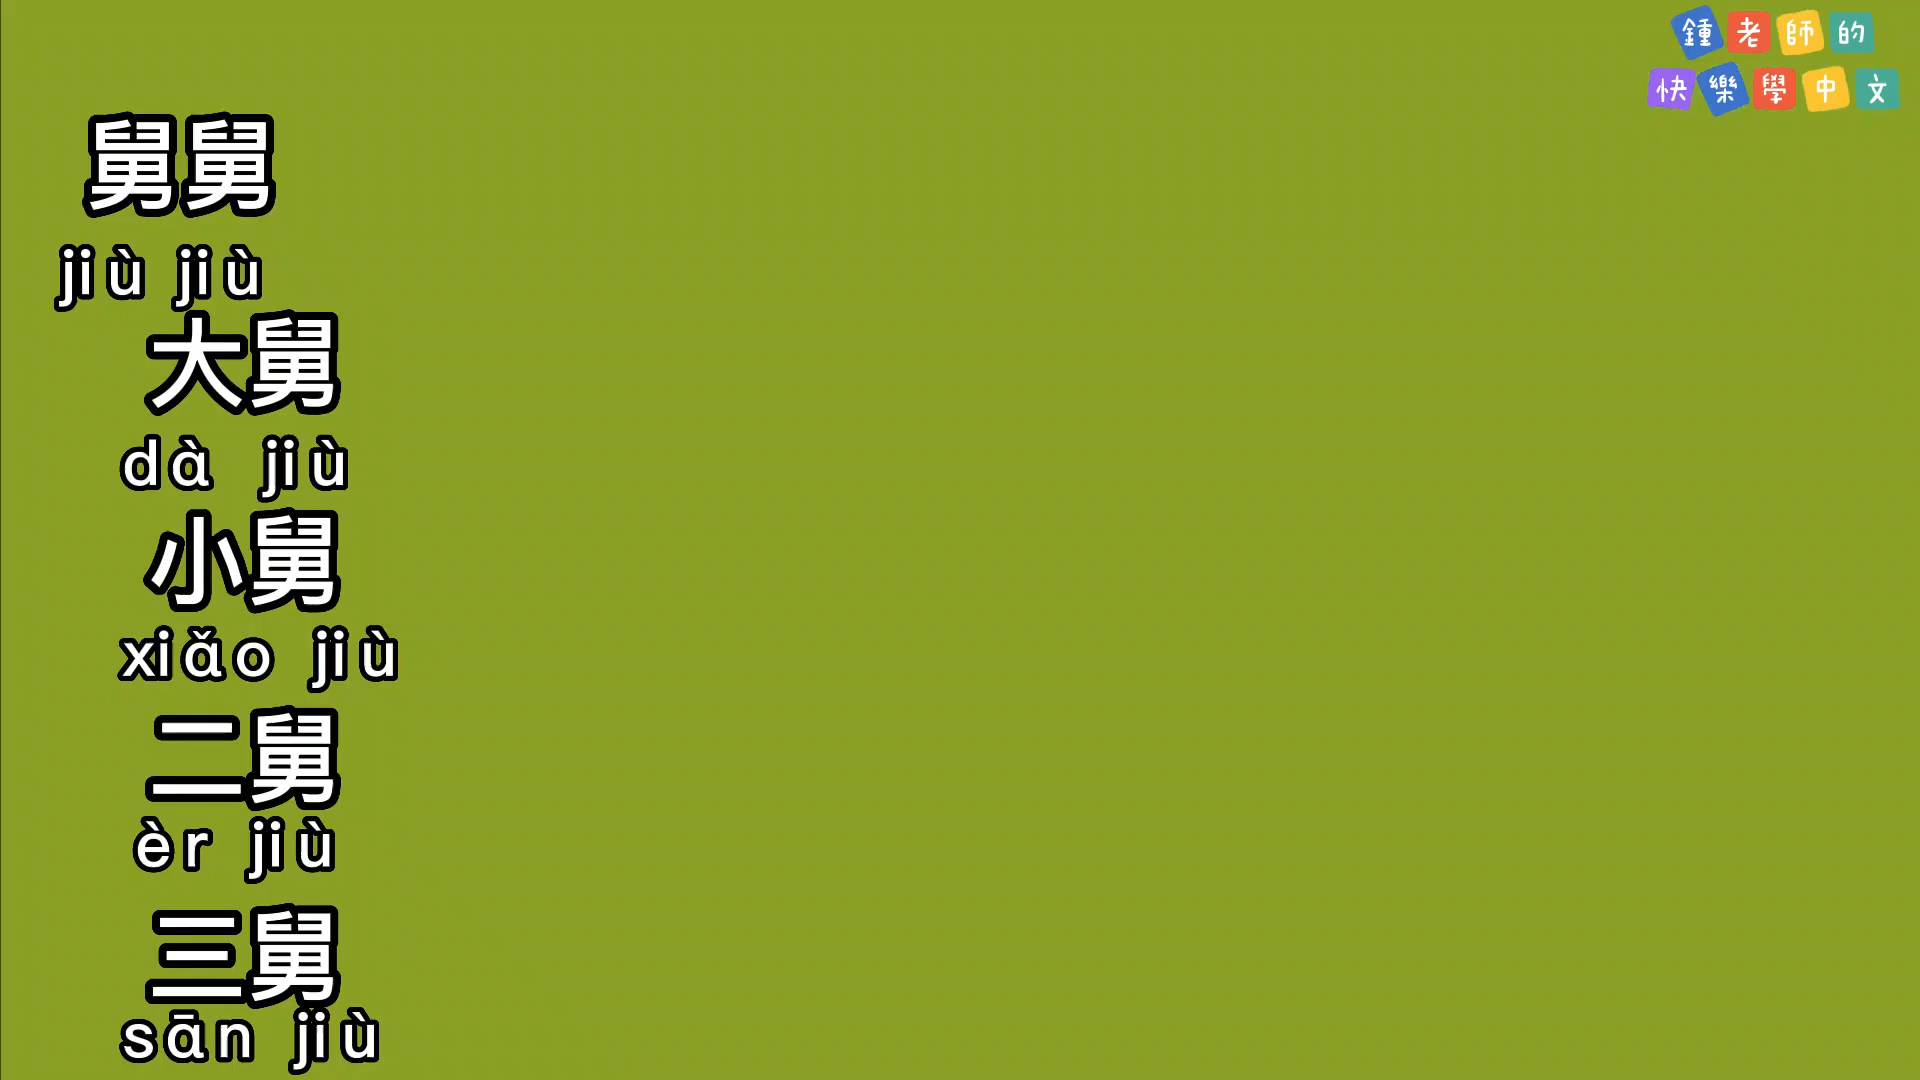 鍾老師的
快樂學中文
舅舅
jiù jiù
大舅
dà jiù
小舅
xiǎo jiù
二舅
èr jiù
三舅
sān jiù